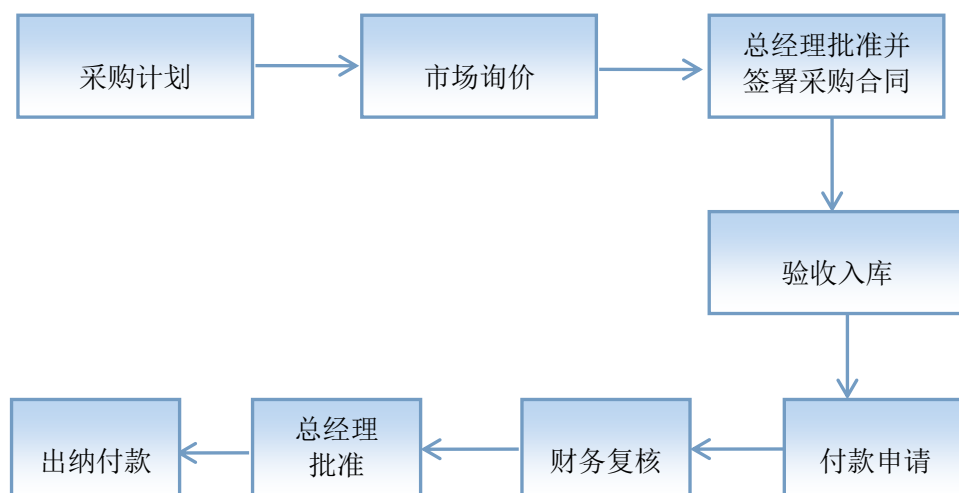 采购计划
市场询价
总经理批准并
签署采购合同
验收入库
付款申请
财务复核
总经理
批准
出纳付款